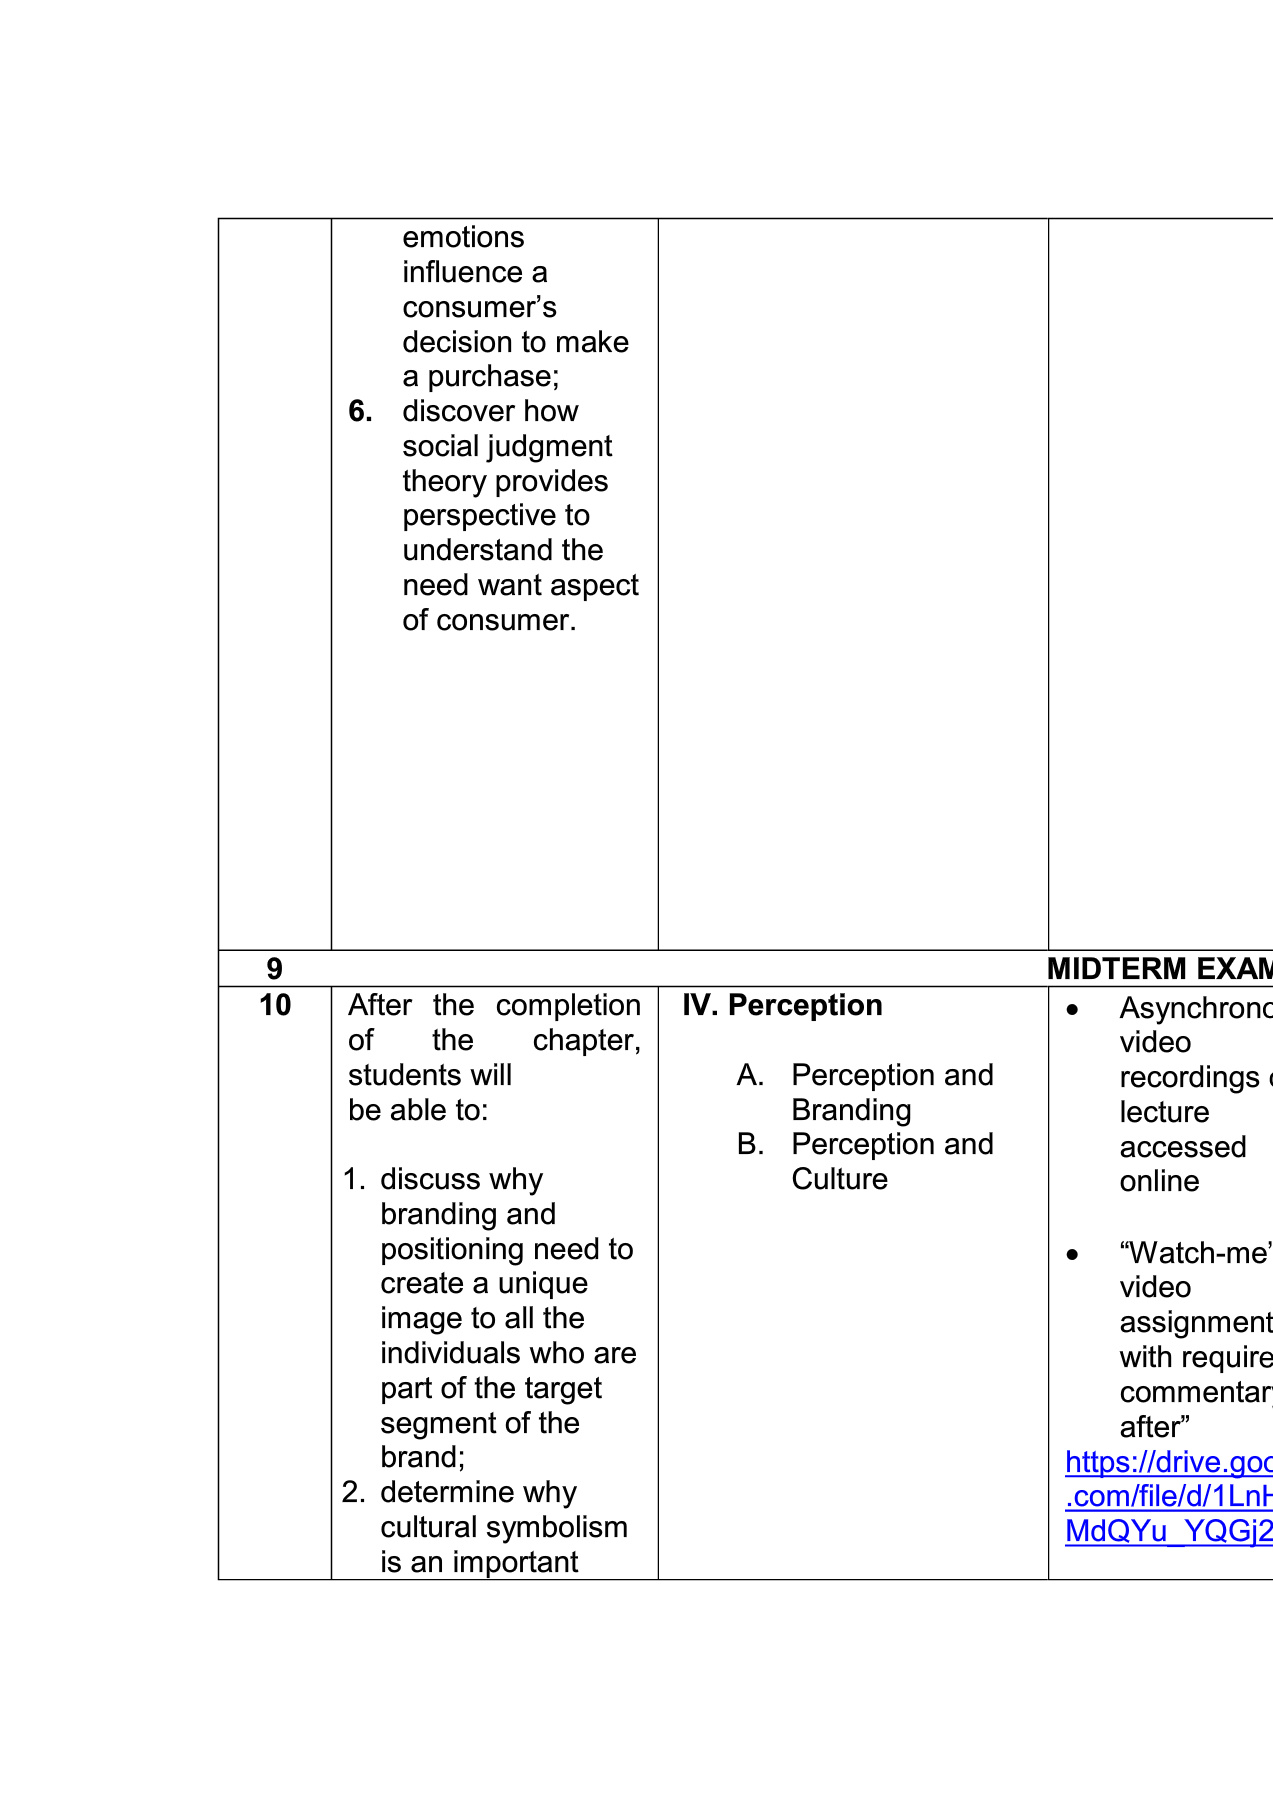 emotions
influence a
consumer’s
decision to make
a purchase;
6. discover how
social judgment
theory provides
perspective to
understand the
need want aspect
of consumer.
9 MIDTERM EXAM
10
After the completion
of the chapter,
students will
be able to:
1. discuss why
branding and
positioning need to
create a unique
image to all the
individuals who are
part of the target
segment of the
brand;
2. determine why
cultural symbolism
is an important
IV. Perception
A. Perception and
Branding
B. Perception and
Culture
• Asynchrono
video
recordings
lecture
accessed
online
• “Watch-me”
video
assignment
with require
commentary
after”
https://drive.goo
.com/file/d/1LnH
MdQYu_YQGj2